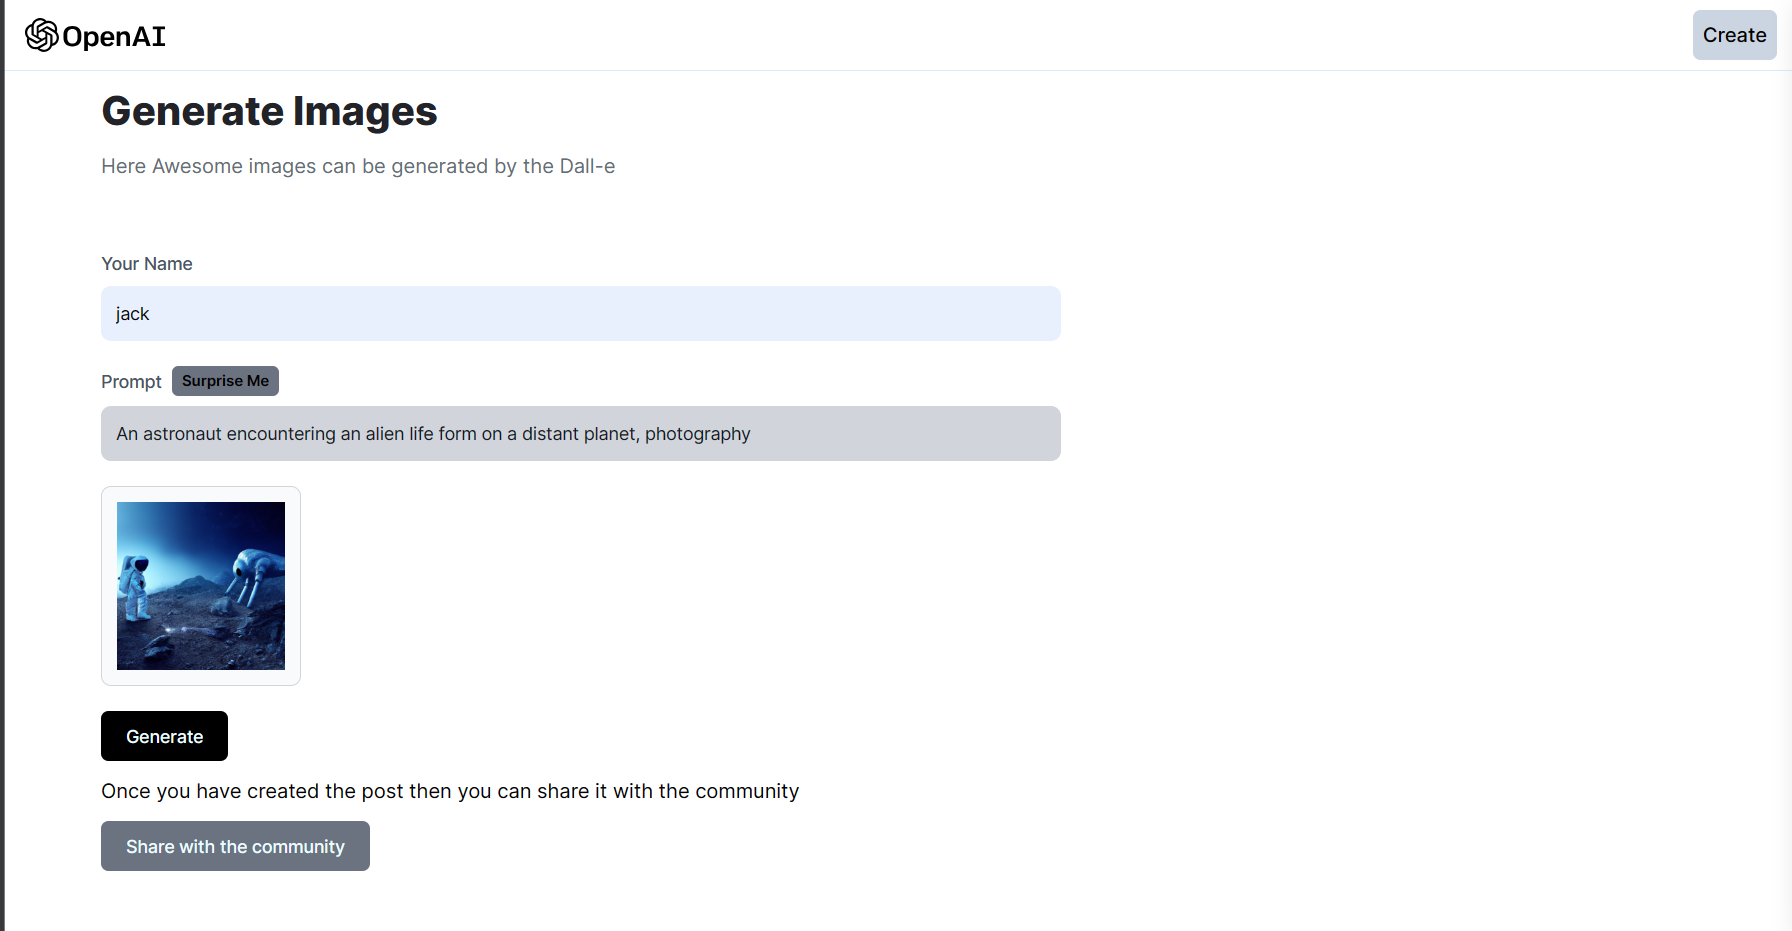 OpenAI
Create
Generate Images
Here Awesome images can be generated by the Dall-e
Your Name
jack
Prompt Surprise Me
An astronaut encountering an alien life form on a distant planet, photography
Generate
Once you have created the post then you can share it with the community
Share with the community